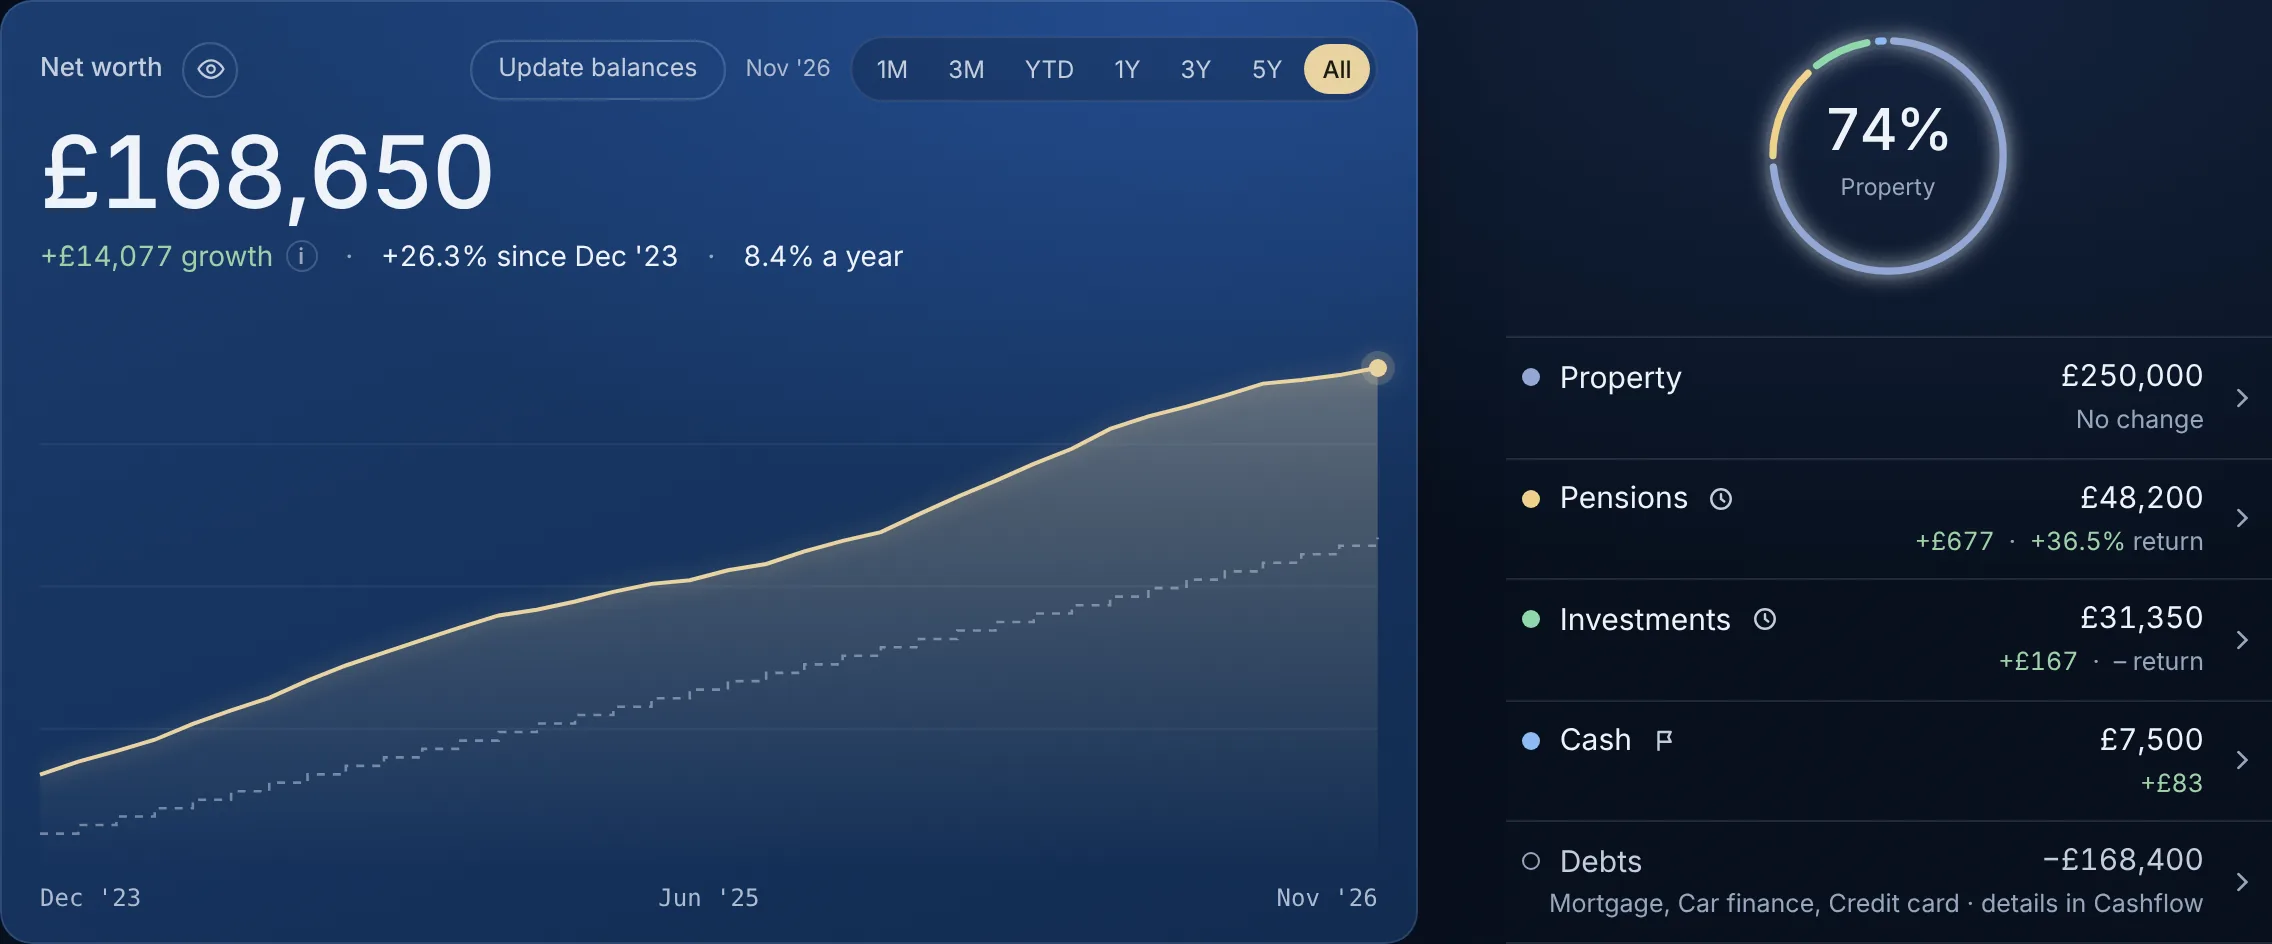 Net worth
Update balances
Nov '26
1M 3M YTD 1Y 3Y 5Y All
£168,650
+£14,077 growth i · +26.3% since Dec '23 · 8.4% a year
Dec '23 Jun '25 Nov '26
74%
Property
Property £250,000
No change
Pensions £48,200
+£677 · +36.5% return
Investments £31,350
+£167 · – return
Cash £7,500
+£83
Debts −£168,400
Mortgage, Car finance, Credit card · details in Cashflow